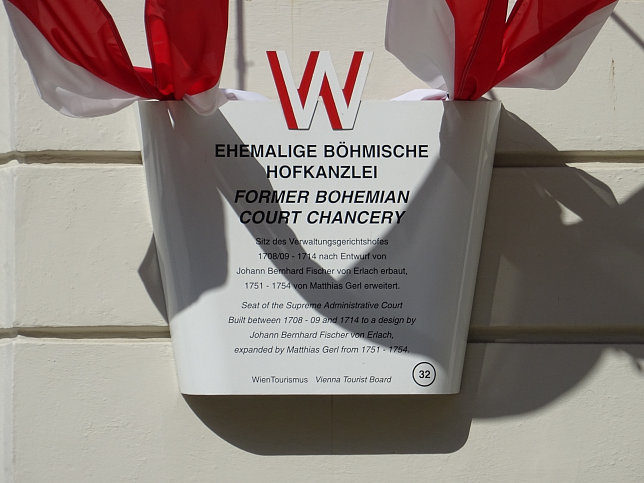 W
EHEMALIGE BÖHMISCHE
HOFKANZLEI
FORMER BOHEMIAN
COURT CHANCERY
Sitz des Verwaltungsgerichtshofes
1708/09 - 1714 nach Entwurf von
Johann Bernhard Fischer von Erlach erbaut,
1751 - 1754 von Matthias Gerl erweitert.
Seat of the Supreme Administrative Court
Built between 1708 - 09 and 1714 to a design by
Johann Bernhard Fischer von Erlach,
expanded by Matthias Gerl from 1751 - 1754.
WienTourismus Vienna Tourist Board 32